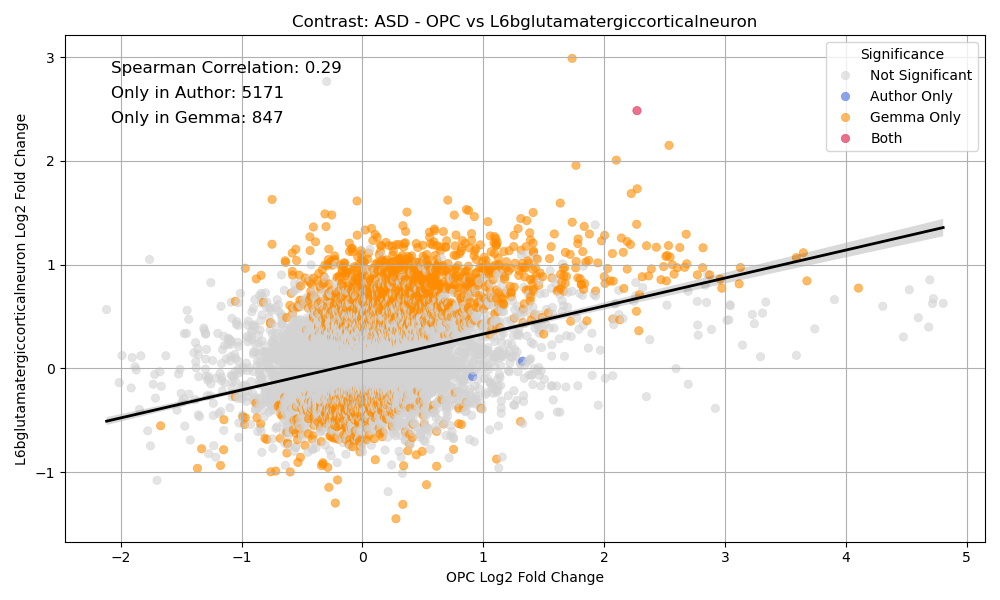 Contrast: ASD - OPC vs L6bglutamatergiccorticalneuron
Spearman Correlation: 0.29
Only in Author: 5171
Only in Gemma: 847
Significance
Not Significant
Author Only
Gemma Only
Both
L6bglutamatergiccorticalneuron Log2 Fold Change
3
2
1
0
−1
−2
−1
0
1
2
3
4
5
OPC Log2 Fold Change